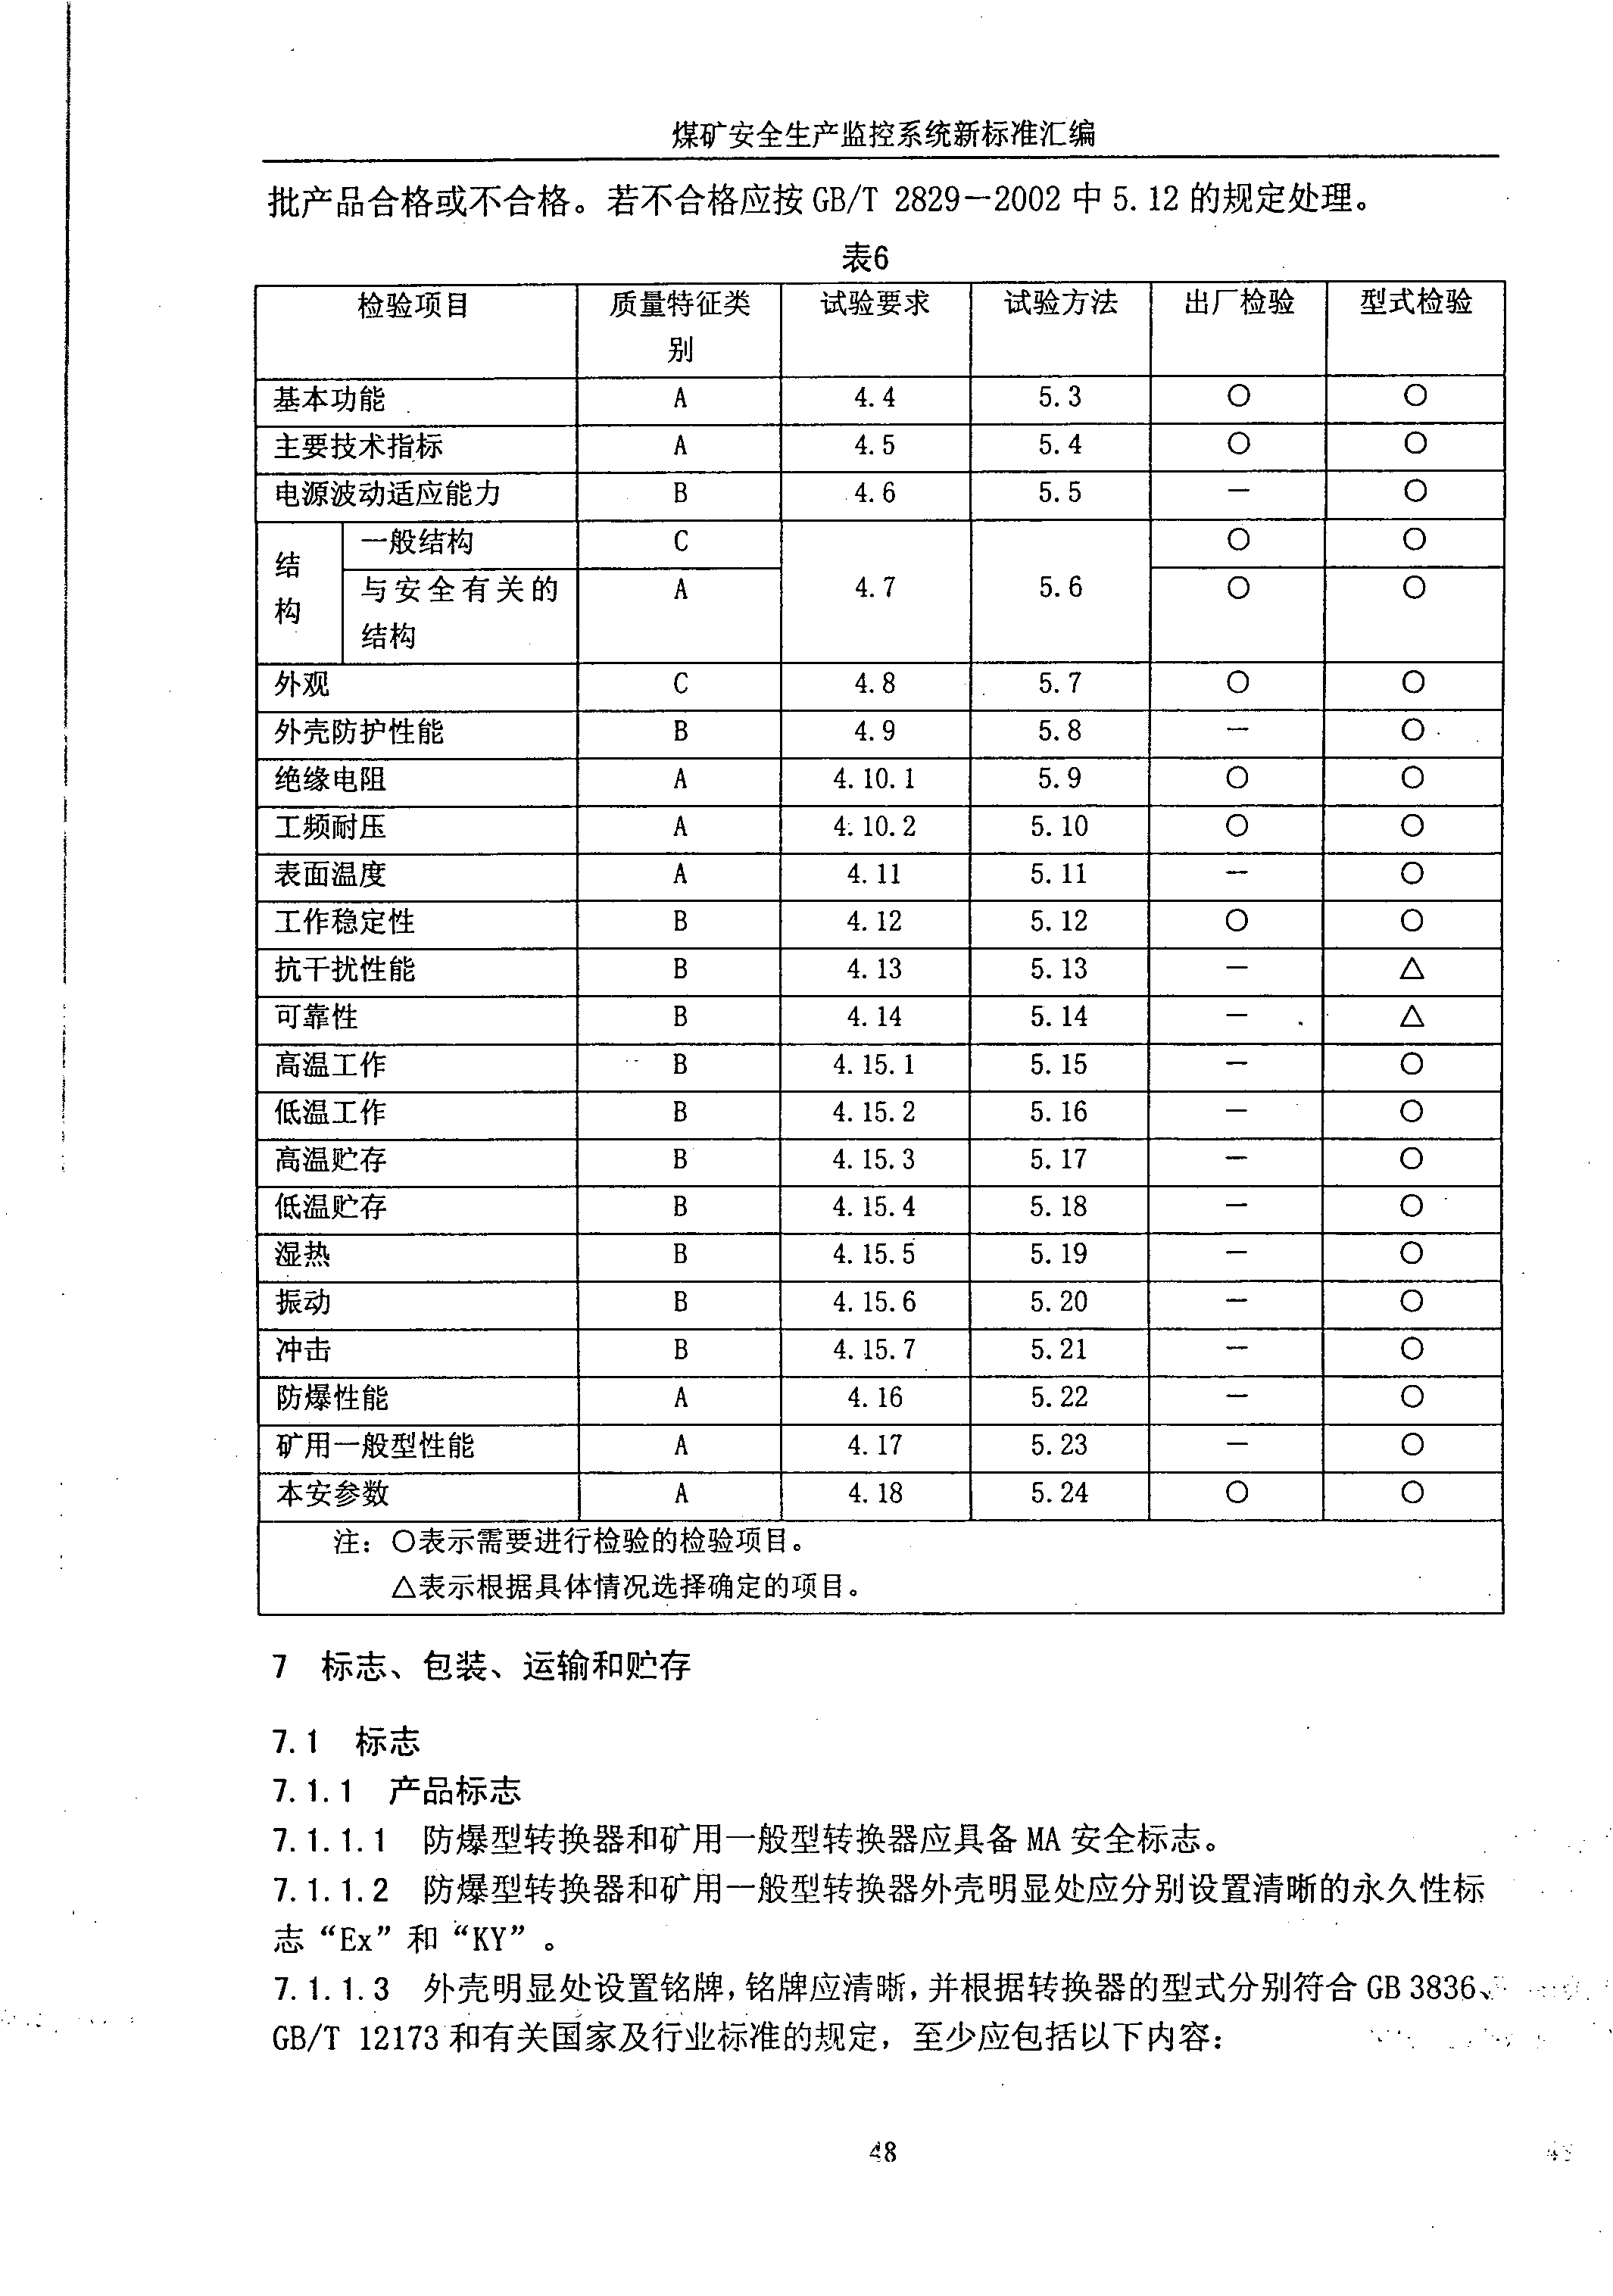 煤矿安全生产监控系统新标准汇编
批产品合格或不合格。若不合格应按 GB/T 2829—2002 中 5.12 的规定处理。
表6
检验项目 质量特征类别 试验要求 试验方法 出厂检验 型式检验
基本功能 A 4.4 5.3 ○ ○
主要技术指标 A 4.5 5.4 ○ ○
电源波动适应能力 B 4.6 5.5 — ○
结构 一般结构 C 4.7 5.6 ○ ○
与安全有关的结构 A ○ ○
外观 C 4.8 5.7 ○ ○
外壳防护性能 B 4.9 5.8 — ○
绝缘电阻 A 4.10.1 5.9 ○ ○
工频耐压 A 4.10.2 5.10 ○ ○
表面温度 A 4.11 5.11 — ○
工作稳定性 B 4.12 5.12 ○ ○
抗干扰性能 B 4.13 5.13 — △
可靠性 B 4.14 5.14 — △
高温工作 B 4.15.1 5.15 — ○
低温工作 B 4.15.2 5.16 — ○
高温贮存 B 4.15.3 5.17 — ○
低温贮存 B 4.15.4 5.18 — ○
湿热 B 4.15.5 5.19 — ○
振动 B 4.15.6 5.20 — ○
冲击 B 4.15.7 5.21 — ○
防爆性能 A 4.16 5.22 — ○
矿用一般型性能 A 4.17 5.23 — ○
本安参数 A 4.18 5.24 ○ ○
注：○表示需要进行检验的检验项目。
△表示根据具体情况选择确定的项目。
7 标志、包装、运输和贮存
7.1 标志
7.1.1 产品标志
7.1.1.1 防爆型转换器和矿用一般型转换器应具备 MA 安全标志。
7.1.1.2 防爆型转换器和矿用一般型转换器外壳明显处应分别设置清晰的永久性标
志“Ex”和“KY”。
7.1.1.3 外壳明显处设置铭牌，铭牌应清晰，并根据转换器的型式分别符合 GB 3836、
GB/T 12173 和有关国家及行业标准的规定，至少应包括以下内容：
48